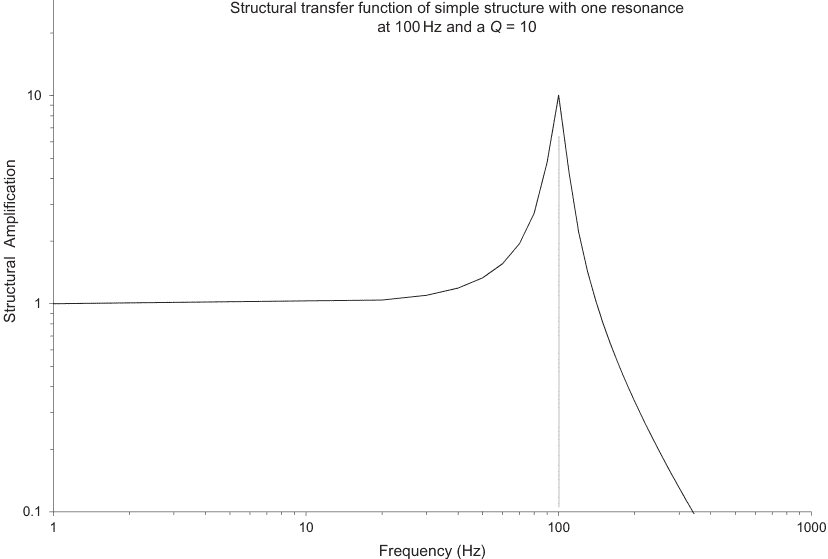 Structural transfer function of simple structure with one resonance
at 100 Hz and a Q = 10
10
Structural Amplification
1
0.1
1
10
100
1000
Frequency (Hz)